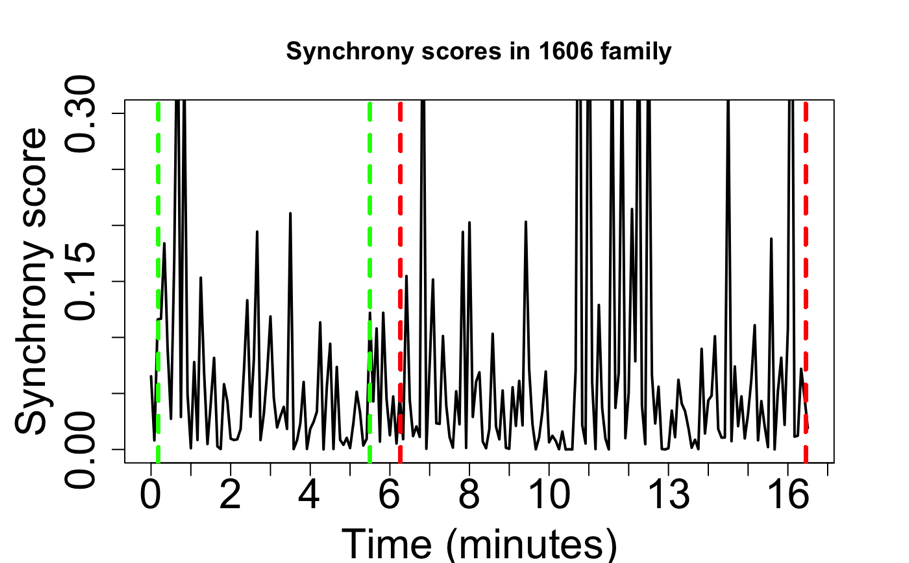 Synchrony scores in 1606 family
Synchrony score
0.30
0.15
0.00
0 2 4 6 8 10 13 16
Time (minutes)